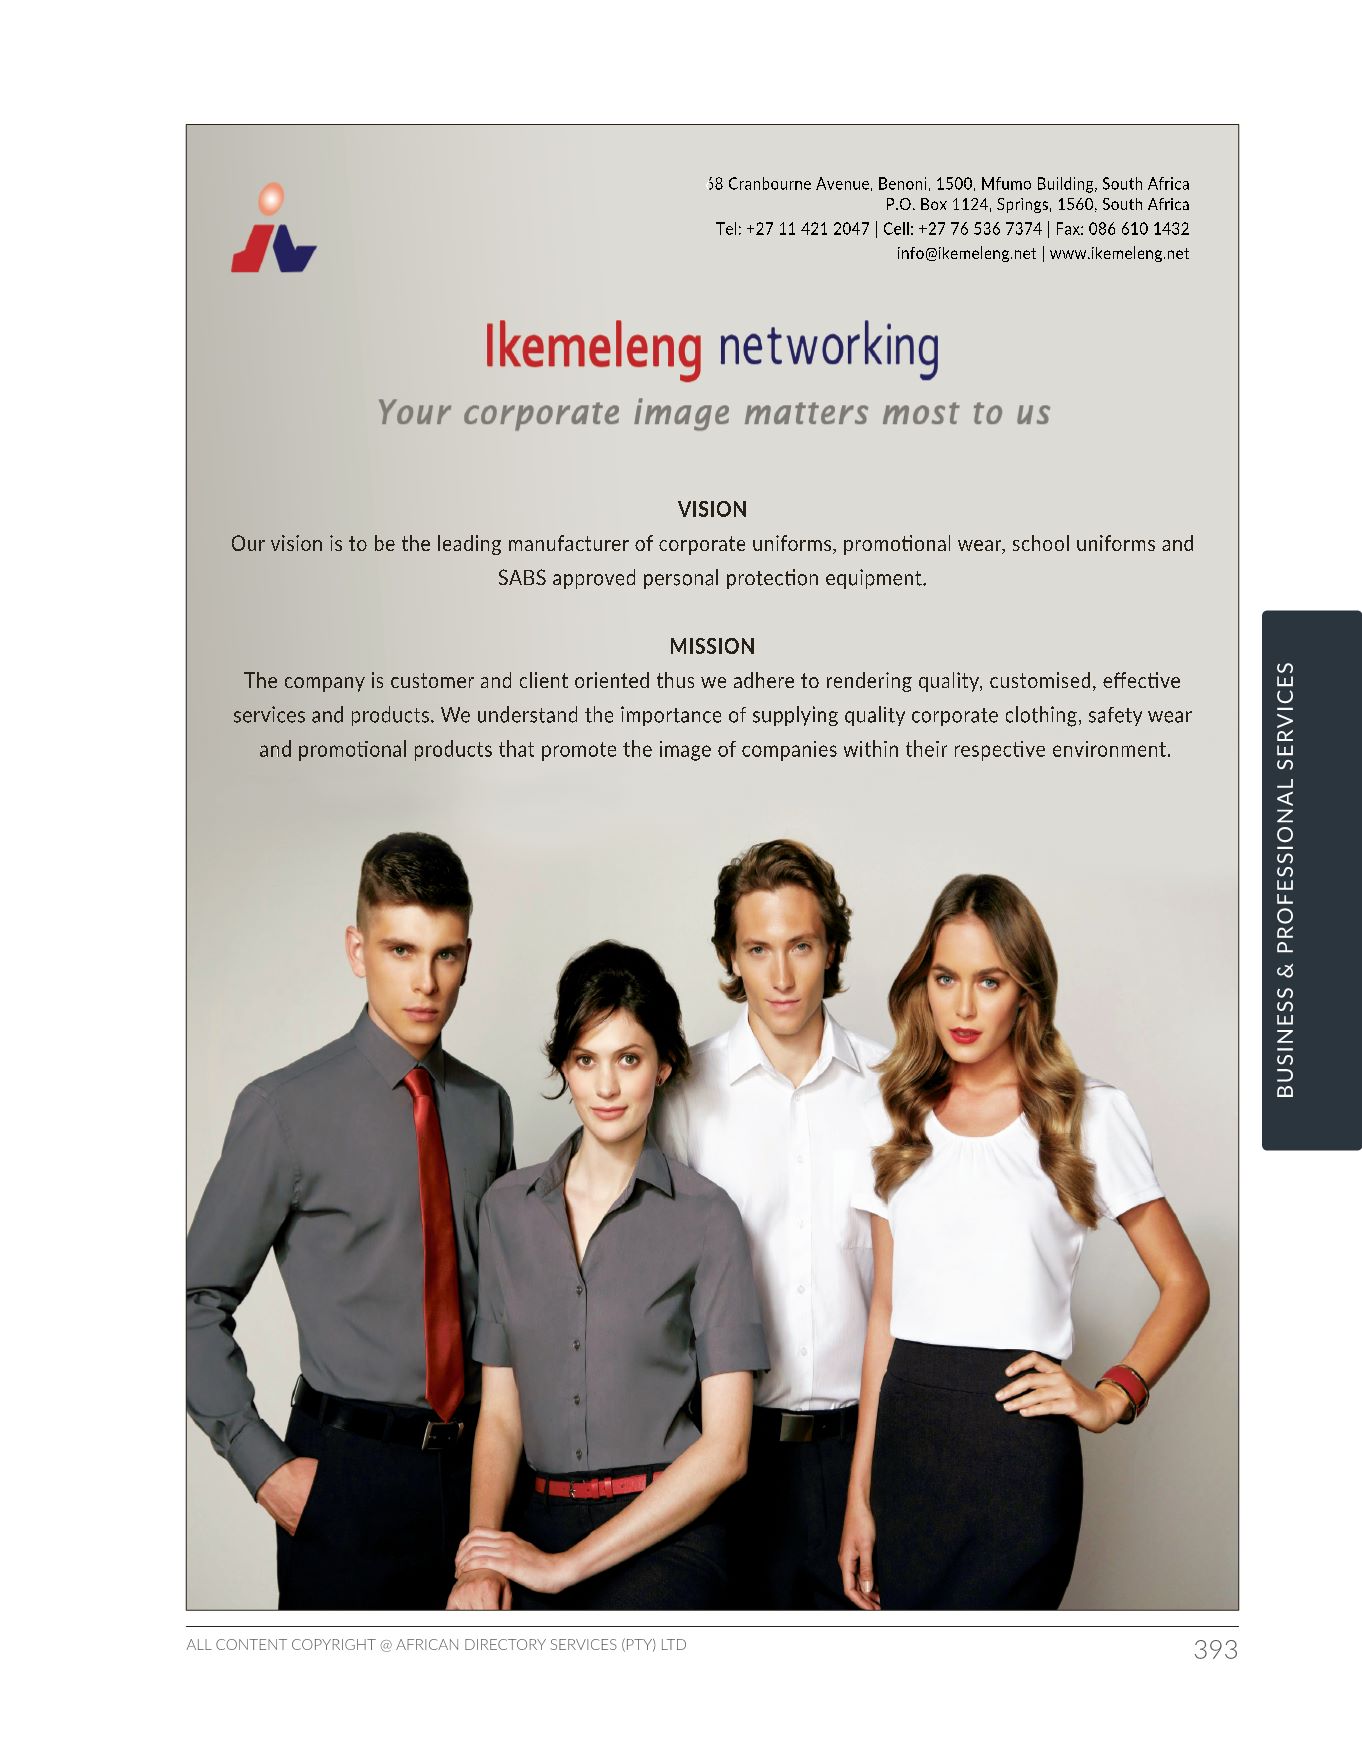 68 Cranbourne Avenue, Benoni, 1500, Mfumo Building, South Africa
P.O. Box 1124, Springs, 1560, South Africa
Tel: +27 11 421 2047 | Cell: +27 76 536 7374 | Fax: 086 610 1432
info@ikemeleng.net | www.ikemeleng.net
Ikemeleng networking
Your corporate image matters most to us
VISION
Our vision is to be the leading manufacturer of corporate uniforms, promotional wear, school uniforms and
SABS approved personal protection equipment.
MISSION
The company is customer and client oriented thus we adhere to rendering quality, customised, effective
services and products. We understand the importance of supplying quality corporate clothing, safety wear
and promotional products that promote the image of companies within their respective environment.
BUSINESS & PROFESSIONAL SERVICES
ALL CONTENT COPYRIGHT @ AFRICAN DIRECTORY SERVICES (PTY) LTD
393